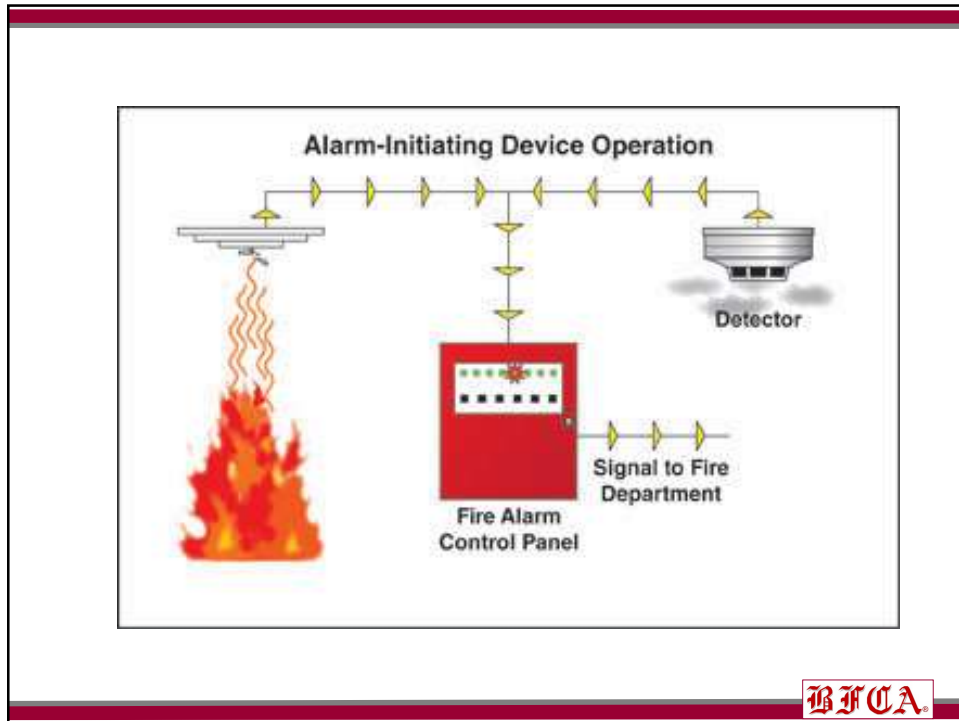 Alarm-Initiating Device Operation
Detector
Signal to Fire
Department
Fire Alarm
Control Panel
BFCA®